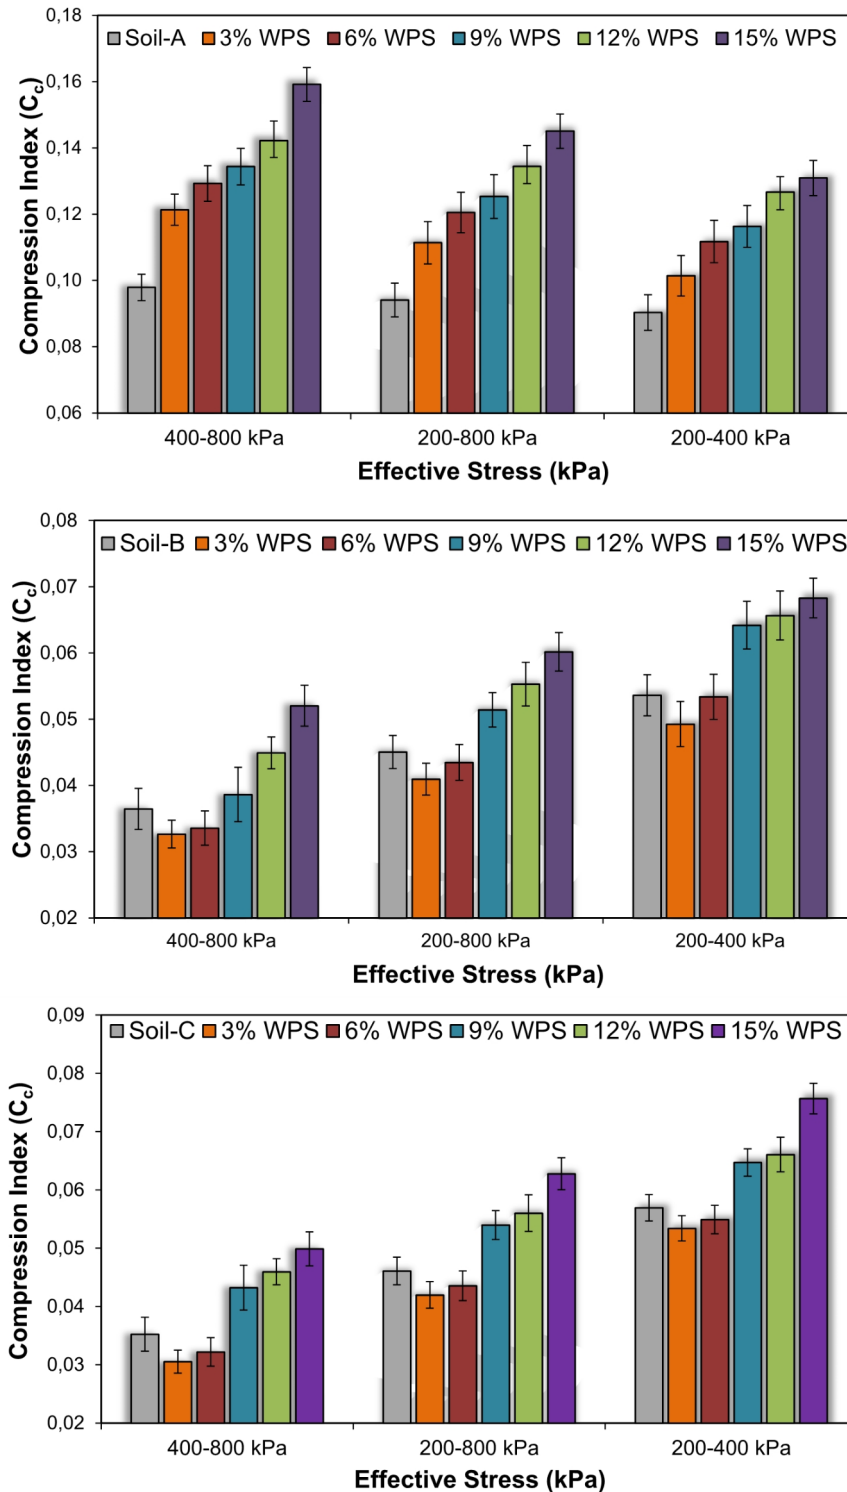 0,18
Soil-A 3% WPS 6% WPS 9% WPS 12% WPS 15% WPS
0,16
0,14
0,12
0,10
0,08
0,06
Compression Index (Cc)
400-800 kPa 200-800 kPa 200-400 kPa
Effective Stress (kPa)
0,08
Soil-B 3% WPS 6% WPS 9% WPS 12% WPS 15% WPS
0,07
0,06
0,05
0,04
0,03
0,02
Compression Index (Cc)
400-800 kPa 200-800 kPa 200-400 kPa
Effective Stress (kPa)
0,09
Soil-C 3% WPS 6% WPS 9% WPS 12% WPS 15% WPS
0,08
0,07
0,06
0,05
0,04
0,03
0,02
Compression Index (Cc)
400-800 kPa 200-800 kPa 200-400 kPa
Effective Stress (kPa)